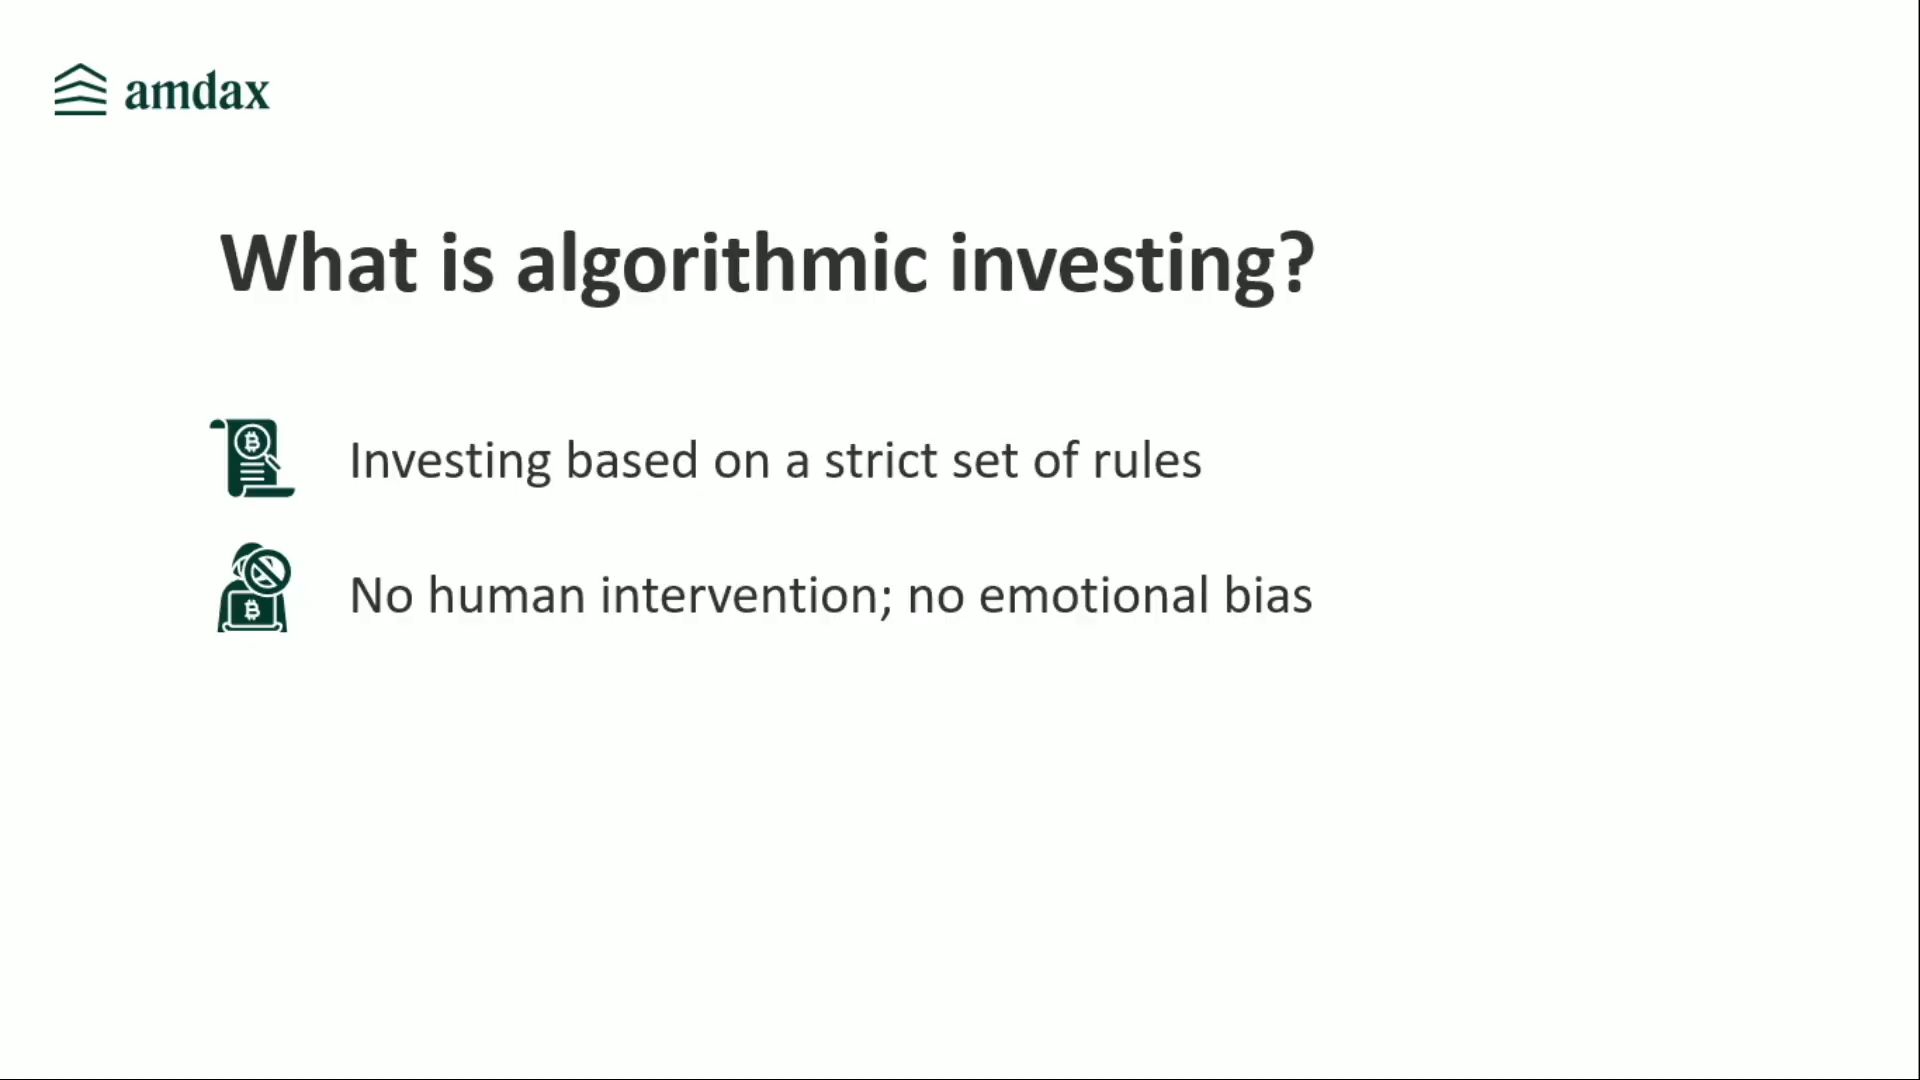 amdax
What is algorithmic investing?
Investing based on a strict set of rules
No human intervention; no emotional bias